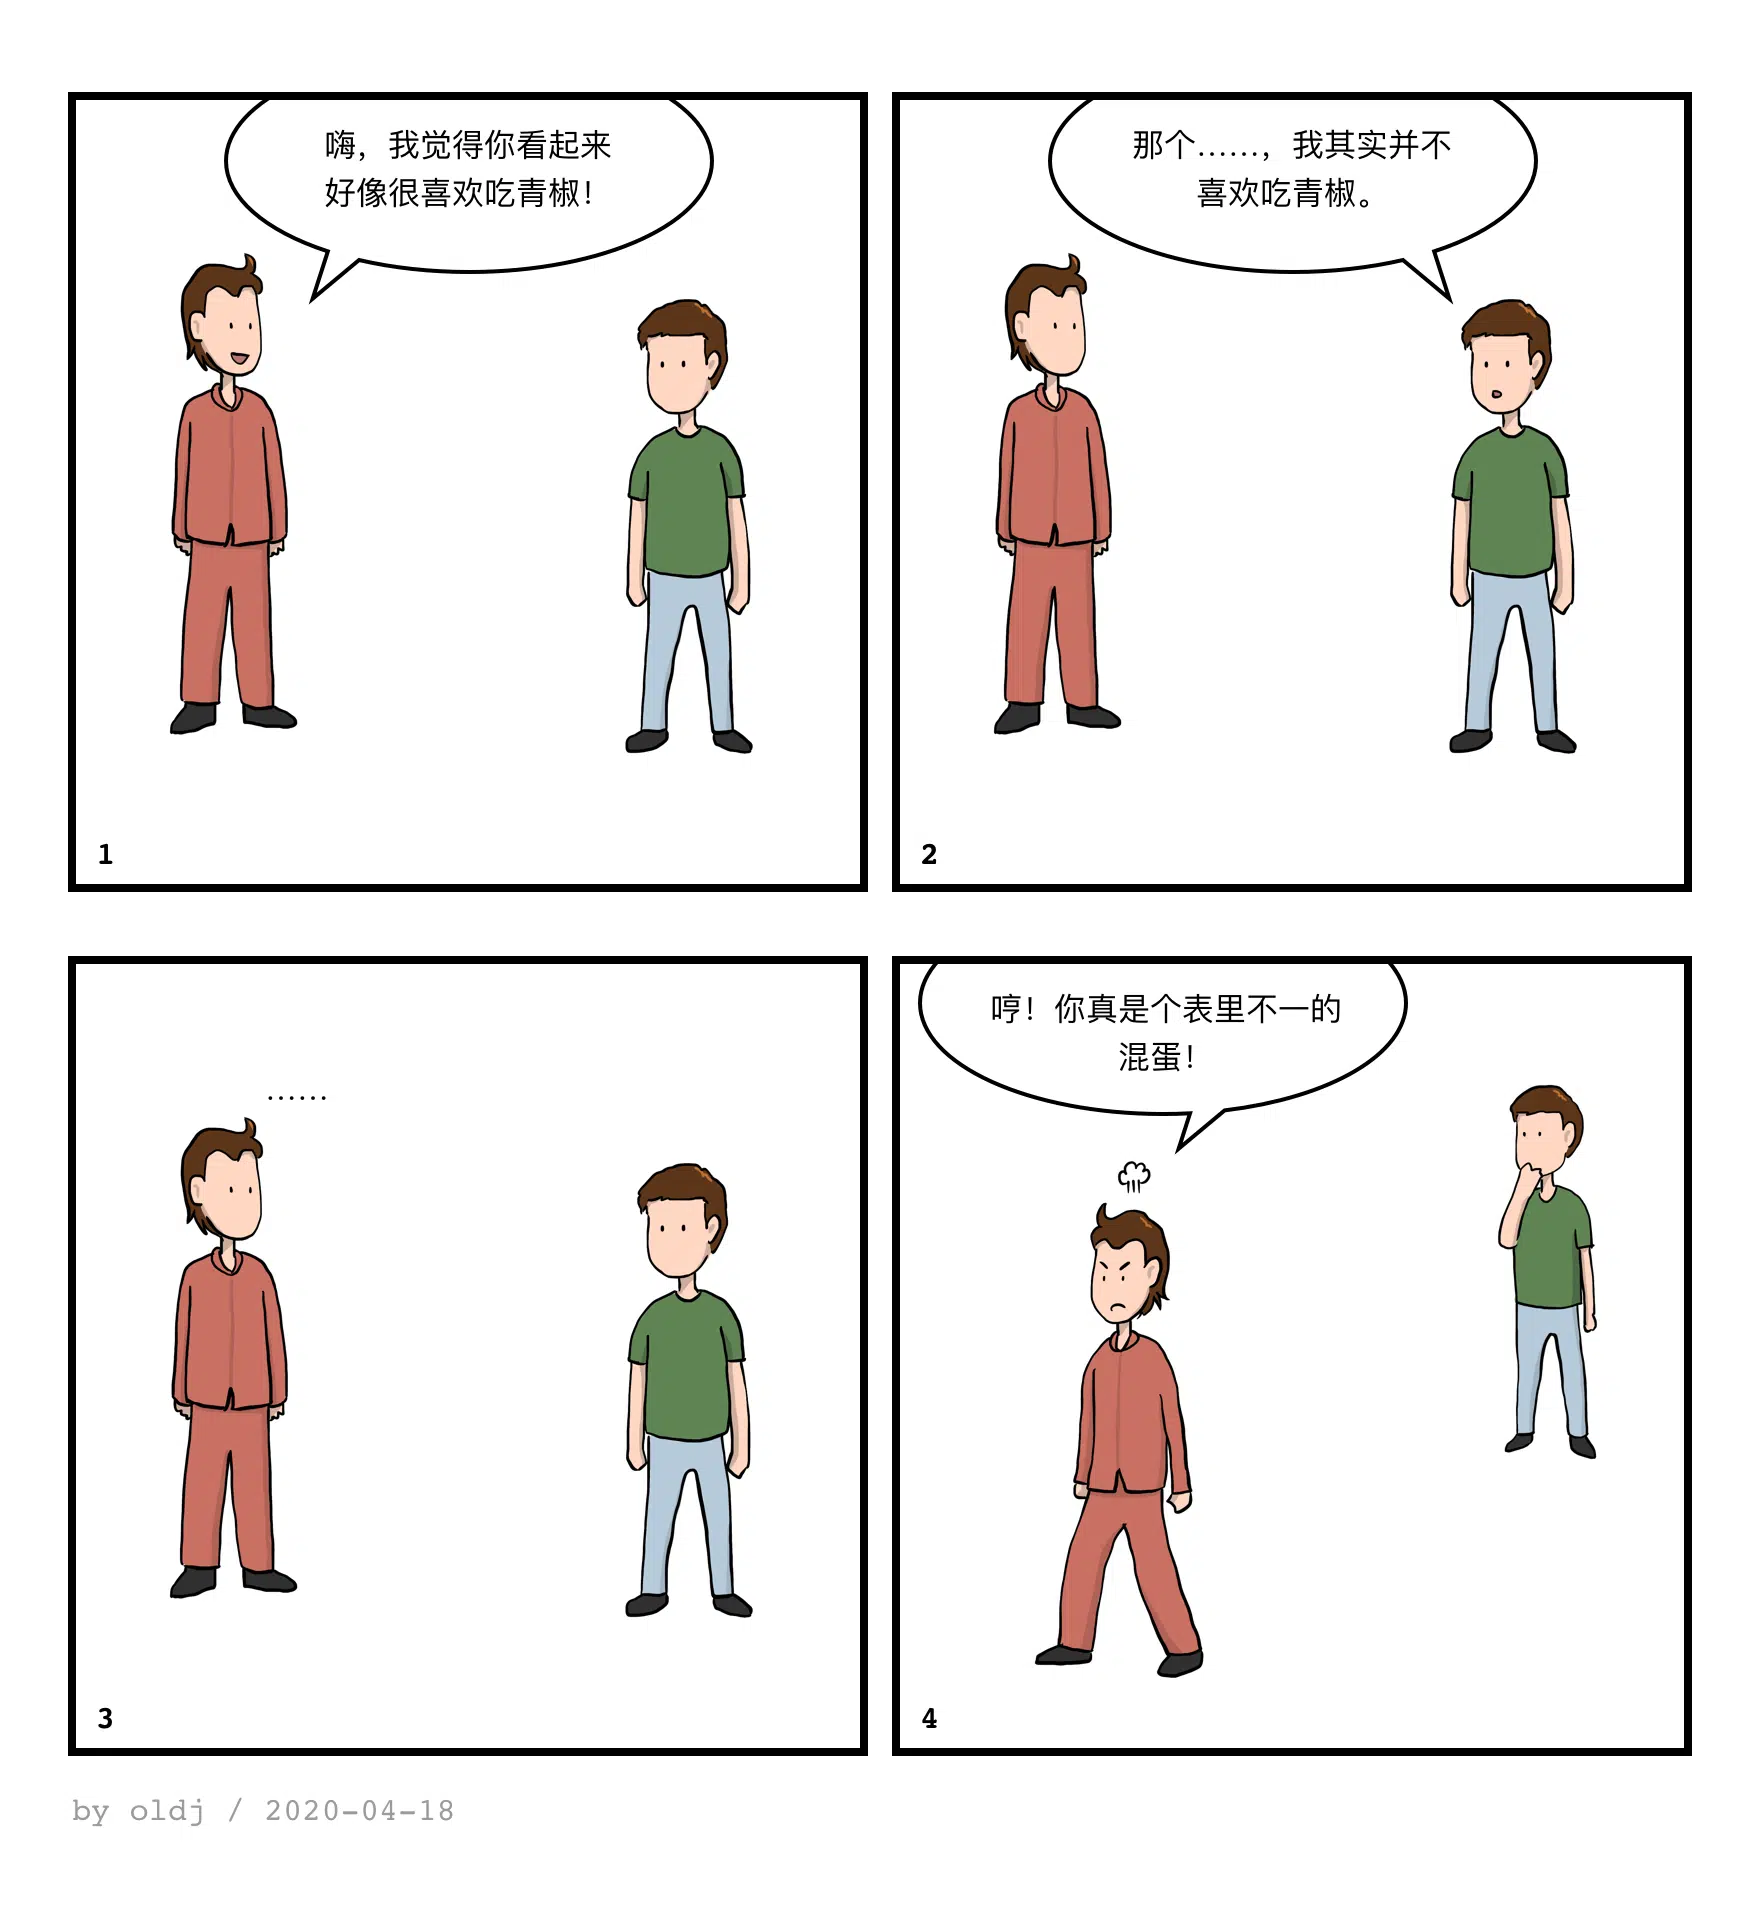 嗨，我觉得你看起来
好像很喜欢吃青椒！
1
那个……，我其实并不
喜欢吃青椒。
2
……
3
哼！你真是个表里不一的
混蛋！
4
by oldj / 2020-04-18